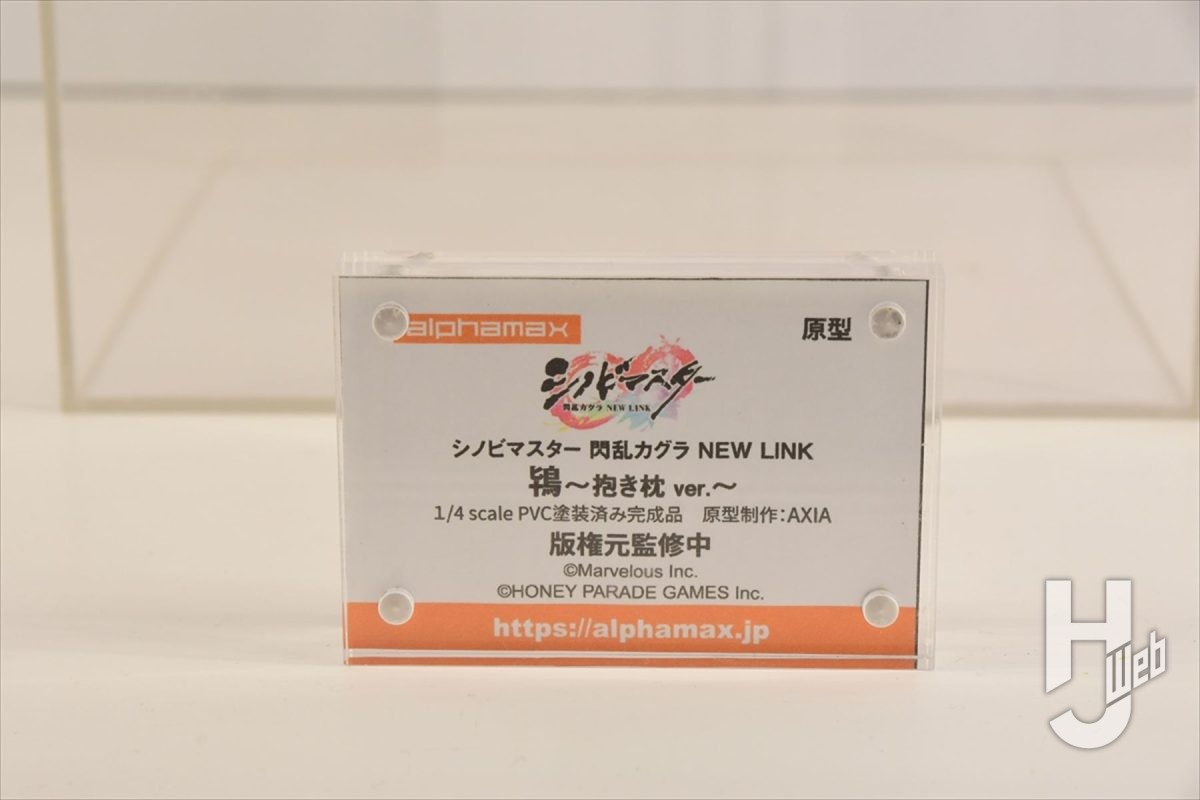 alphamax
原型
シノビマスター
閃乱カグラ NEW LINK
シノビマスター 閃乱カグラ NEW LINK
鴇～抱き枕 ver.～
1/4 scale PVC塗装済み完成品　原型制作：AXIA
版権元監修中
©Marvelous Inc.
©HONEY PARADE GAMES Inc.
https://alphamax.jp
HJ web